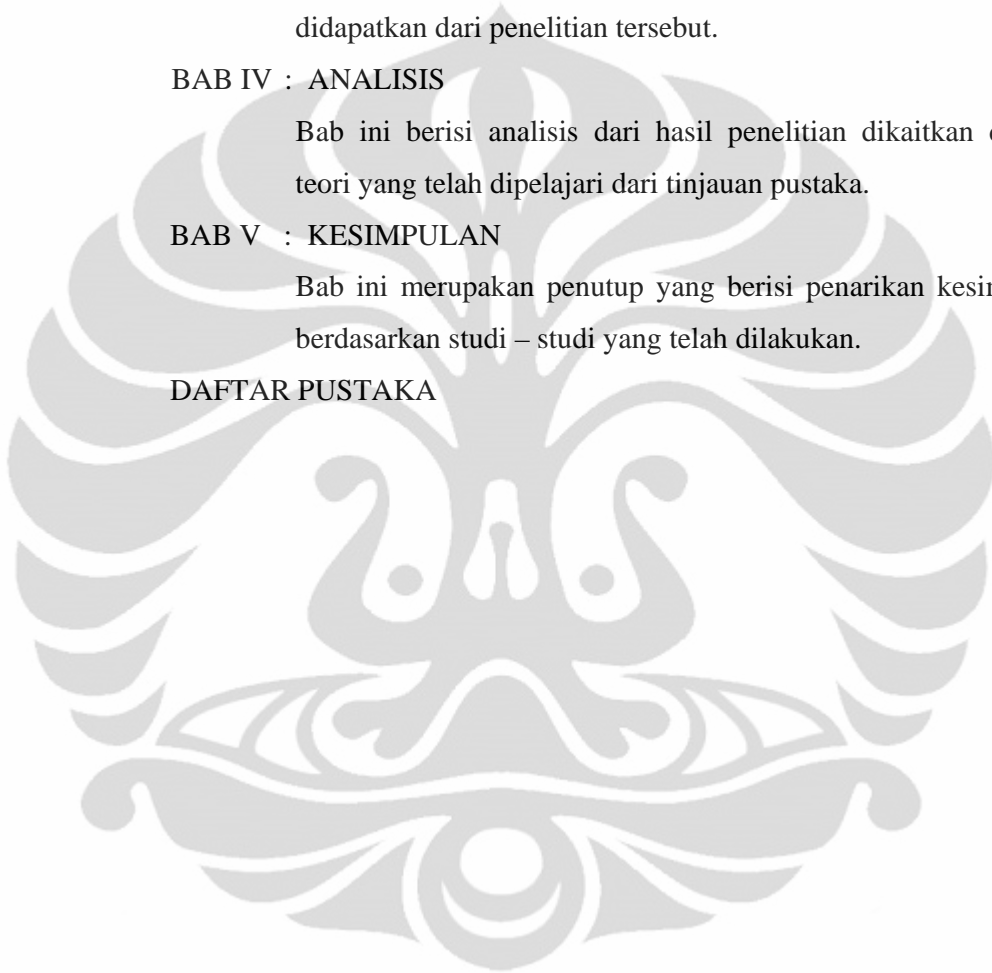 didapatkan dari penelitian tersebut.
BAB IV : ANALISIS
Bab ini berisi analisis dari hasil penelitian dikaitkan
teori yang telah dipelajari dari tinjauan pustaka.
BAB V : KESIMPULAN
Bab ini merupakan penutup yang berisi penarikan
berdasarkan studi – studi yang telah dilakukan.
DAFTAR PUSTAKA